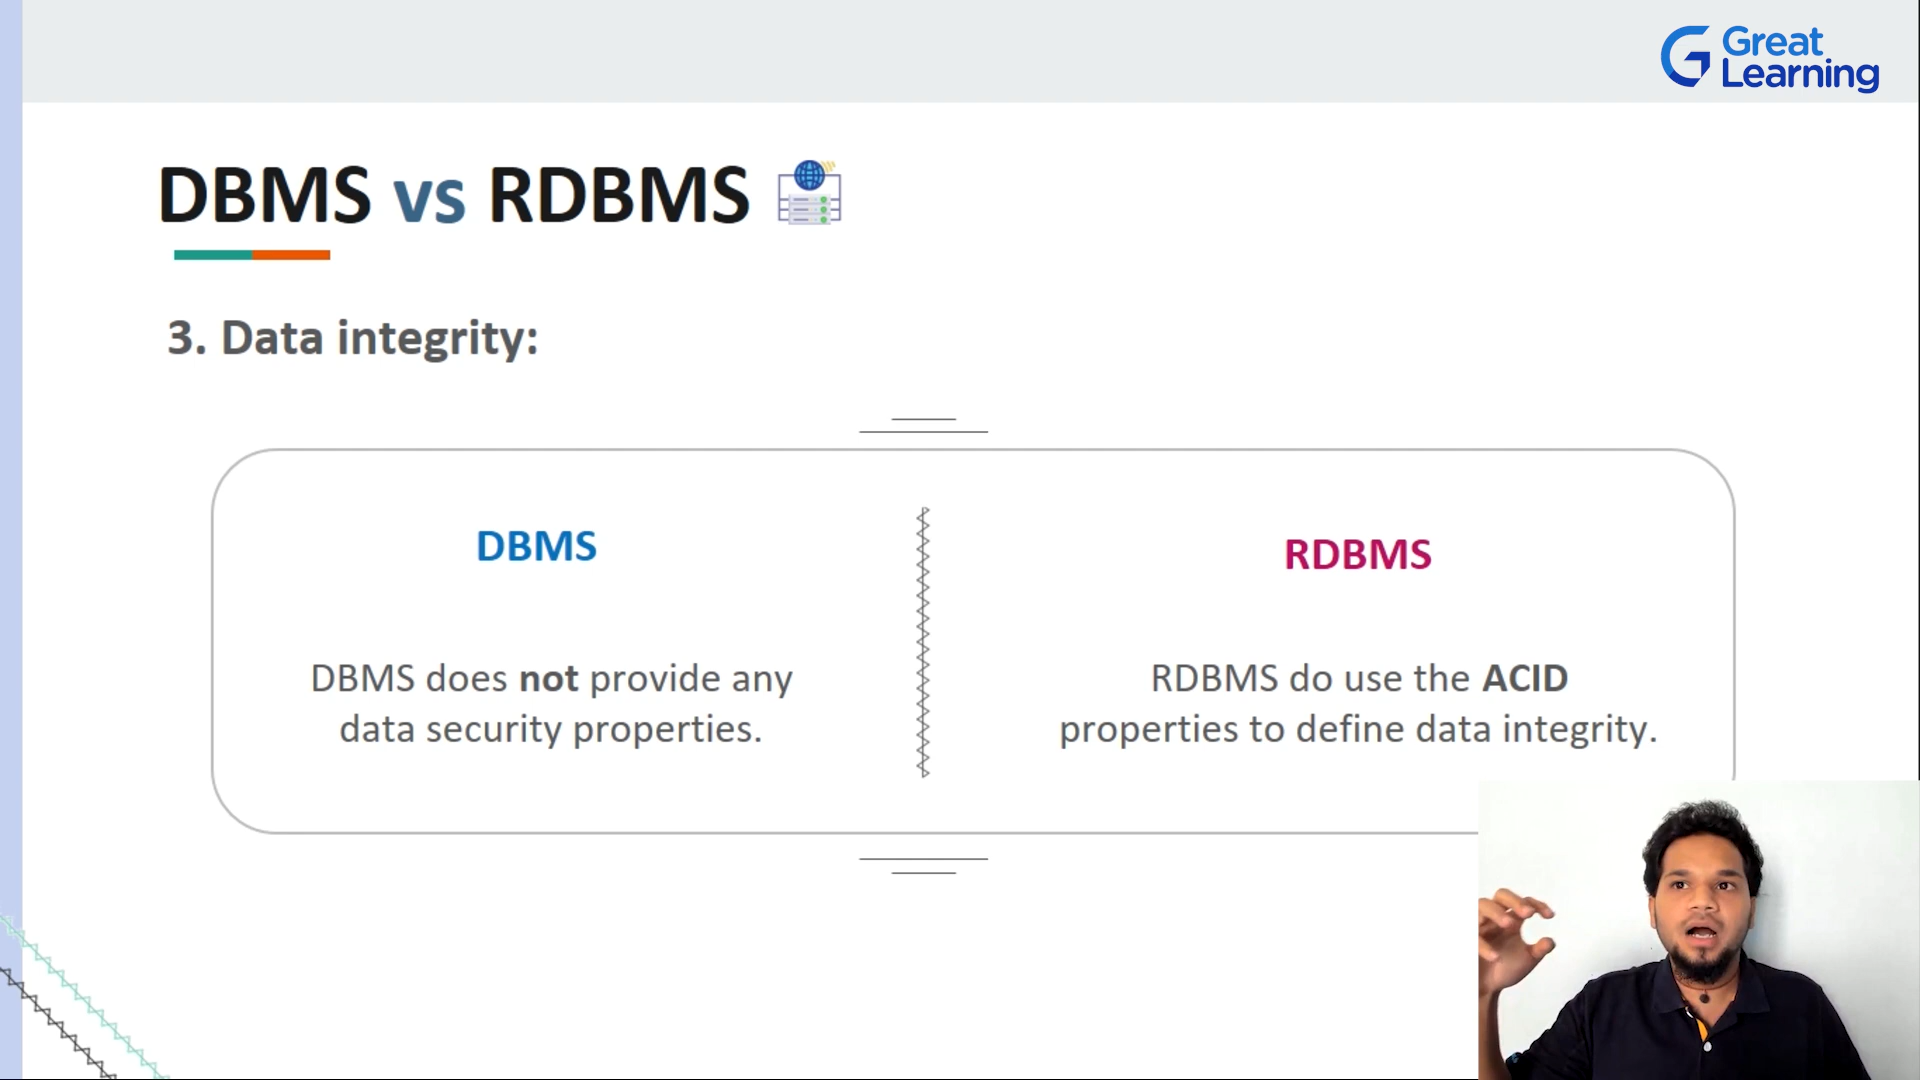 Great
Learning
DBMS vs RDBMS
3. Data integrity:
DBMS
RDBMS
DBMS does not provide any
data security properties.
RDBMS do use the ACID
properties to define data integrity.